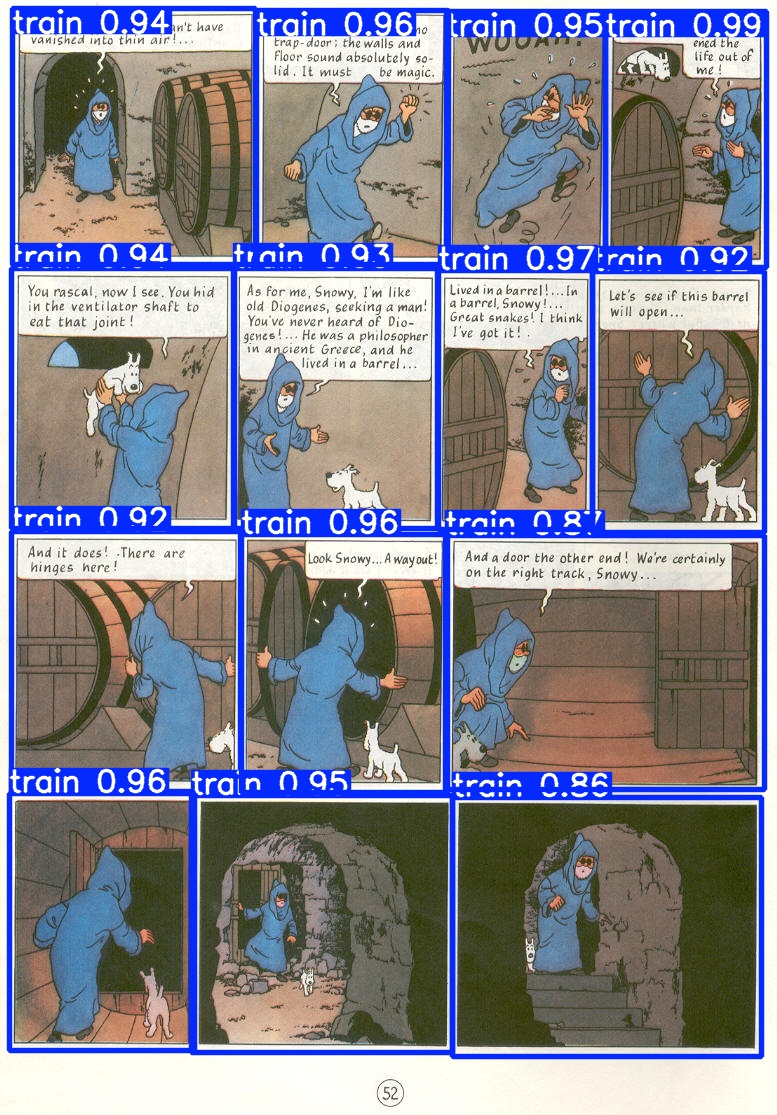 train 0.94
an't have
vanished into thin air!...
train 0.96
no
trap-door: the walls and
floor sound absolutely so-
lid. It must be magic.
train 0.95
WOOAH!
train 0.99
ened the
life out of
me!
train 0.94
You rascal, now I see. You hid
in the ventilator shaft to
eat that joint!
train 0.93
As for me, Snowy, I'm like
old Diogenes, seeking a man!
You've never heard of Dio-
genes!... He was a philosopher
in ancient Greece, and he
lived in a barrel...
train 0.97
Lived in a barrel!...In
a barrel, Snowy!...
Great snakes! I think
I've got it!
train 0.92
Let's see if this barrel
will open...
train 0.92
And it does! There are
hinges here!
train 0.96
Look Snowy... A way out!
train 0.87
And a door the other end! We're certainly
on the right track, Snowy...
train 0.96
train 0.95
train 0.86
52